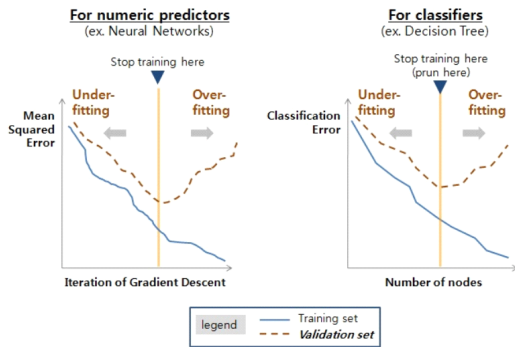 For numeric predictors
(ex. Neural Networks)
Stop training here
Under-
fitting
Over-
fitting
Mean
Squared
Error
Iteration of Gradient Descent
For classifiers
(ex. Decision Tree)
Stop training here
(prun here)
Under-
fitting
Over-
fitting
Classification
Error
Number of nodes
legend
Training set
Validation set